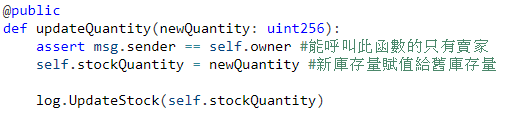 @public
def updateQuantity(newQuantity: uint256):
    assert msg.sender == self.owner #能呼叫此函數的只有賣家
    self.stockQuantity = newQuantity #新庫存量賦值給舊庫存量
    log.UpdateStock(self.stockQuantity)